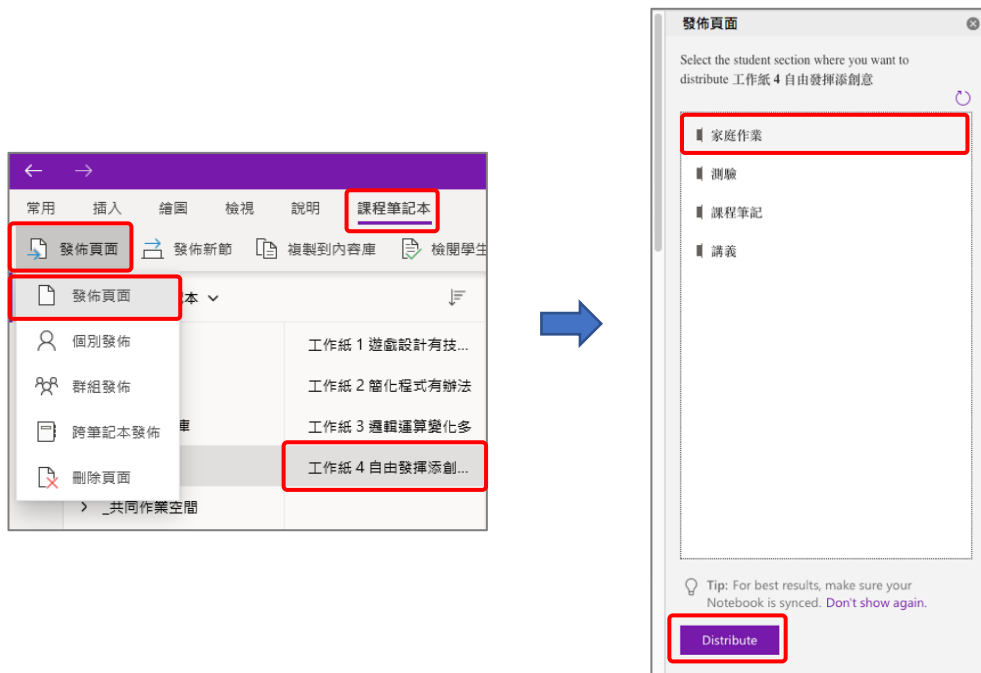 常用 插入 繪圖 檢視 說明 課程筆記本
發佈頁面 發佈新節 複製到內容庫 檢閱學生
發佈頁面
本
個別發佈
群組發佈
跨筆記本發佈
庫
刪除頁面
_共同作業空間
工作紙 1 遊戲設計有技...
工作紙 2 簡化程式有辦法
工作紙 3 邏輯運算變化多
工作紙 4 自由發揮添創...
發佈頁面
Select the student section where you want to
distribute 工作紙 4 自由發揮添創意
家庭作業
測驗
課程筆記
講義
Tip: For best results, make sure your
Notebook is synced. Don't show again.
Distribute